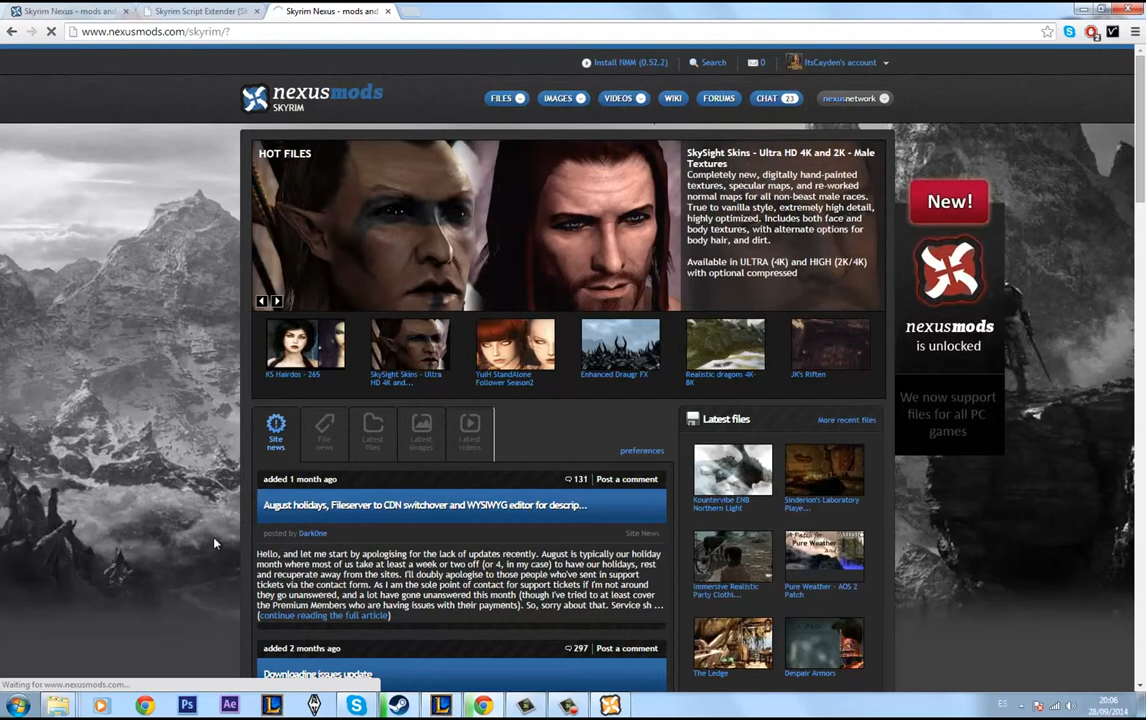 Skyrim Nexus - mods and
Skyrim Script Extender (S
Skyrim Nexus - mods and
www.nexusmods.com/skyrim/?
2
Install NMM (0.52.2)
Search
0
ItsCayden's account
nexusmods
SKYRIM
FILES
IMAGES
VIDEOS
WIKI
FORUMS
CHAT 23
nexusnetwork
HOT FILES
SkySight Skins - Ultra HD 4K and 2K - Male
Textures
Completely new, digitally hand-painted
textures, specular maps, and re-worked
normal maps for all non-beast male races.
True to vanilla style, extremely high detail,
highly optimized. Includes both face and
body textures, with alternate options for
body hair, and dirt.
Available in ULTRA (4K) and HIGH (2K/4K)
with optional compressed
New!
nexusmods
is unlocked
We now support
files for all PC
games
KS Hairdos - 265
SkySight Skins - Ultra
HD 4K and...
YuiH StandAlone
Follower Season2
Enhanced Draugr FX
Realistic dragons 4K-
8K
JK's Riften
Site
news
File
news
Latest
files
Latest
images
Latest
videos
preferences
Latest files
More recent files
added 1 month ago
131
Post a comment
August holidays, Fileserver to CDN switchover and WYSIWYG editor for descrip...
posted by Dark0ne
Site News
Hello, and let me start by apologising for the lack of updates recently. August is typically our holiday
month where most of us take at least a week or two off (or 4, in my case) to have our holidays, rest
and recuperate away from the sites. I'll doubly apologise to those people who've sent in support
tickets via the contact form. As I am the sole point of contact for support tickets if I'm not around
they go unanswered, and a lot have gone unanswered this month (though I've tried to at least cover
the Premium Members who are having issues with their payments). So, sorry about that. Service sh ...
(continue reading the full article)
added 2 months ago
297
Post a comment
Downloading issues update
Kountervibe ENB
Northern Light
Sinderion's Laboratory
Playe...
Immersive Realistic
Party Clothi...
A Patch for
Pure Weather
Pure Weather - AOS 2
Patch
The Ledge
Despair Armors
Waiting for www.nexusmods.com...
Ps
Ae
L
L
ES
20:06
28/09/2014